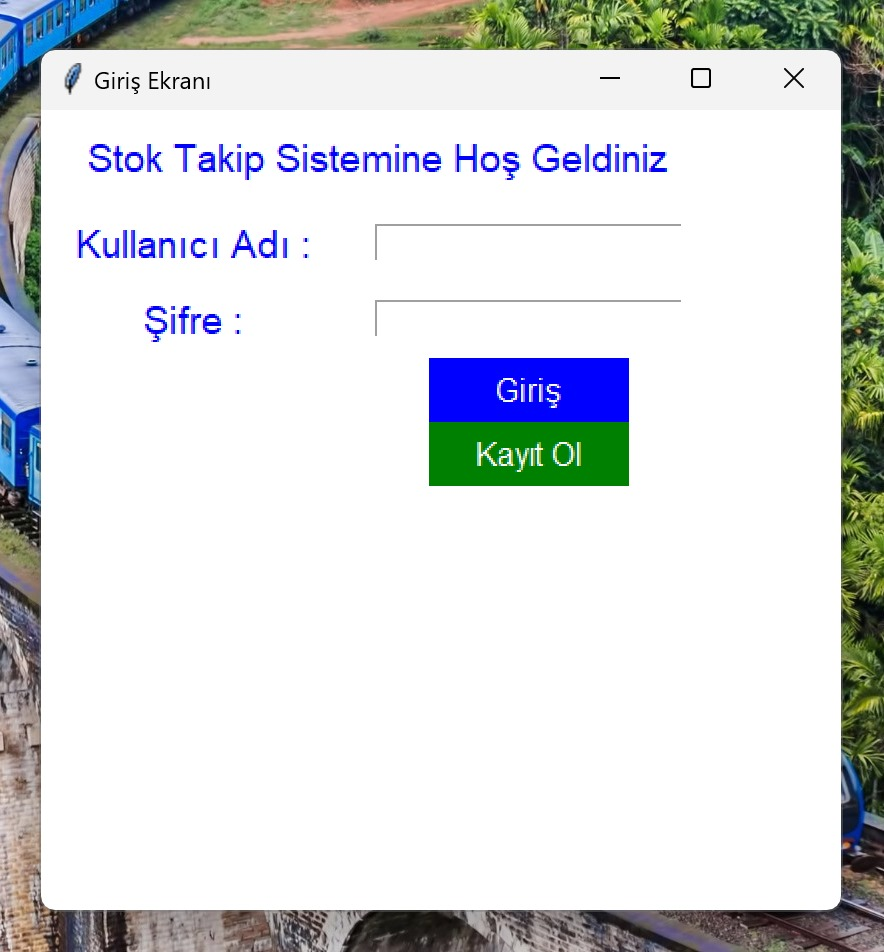 Giriş Ekranı
Stok Takip Sistemine Hoş Geldiniz
Kullanıcı Adı :
Şifre :
Giriş
Kayıt Ol